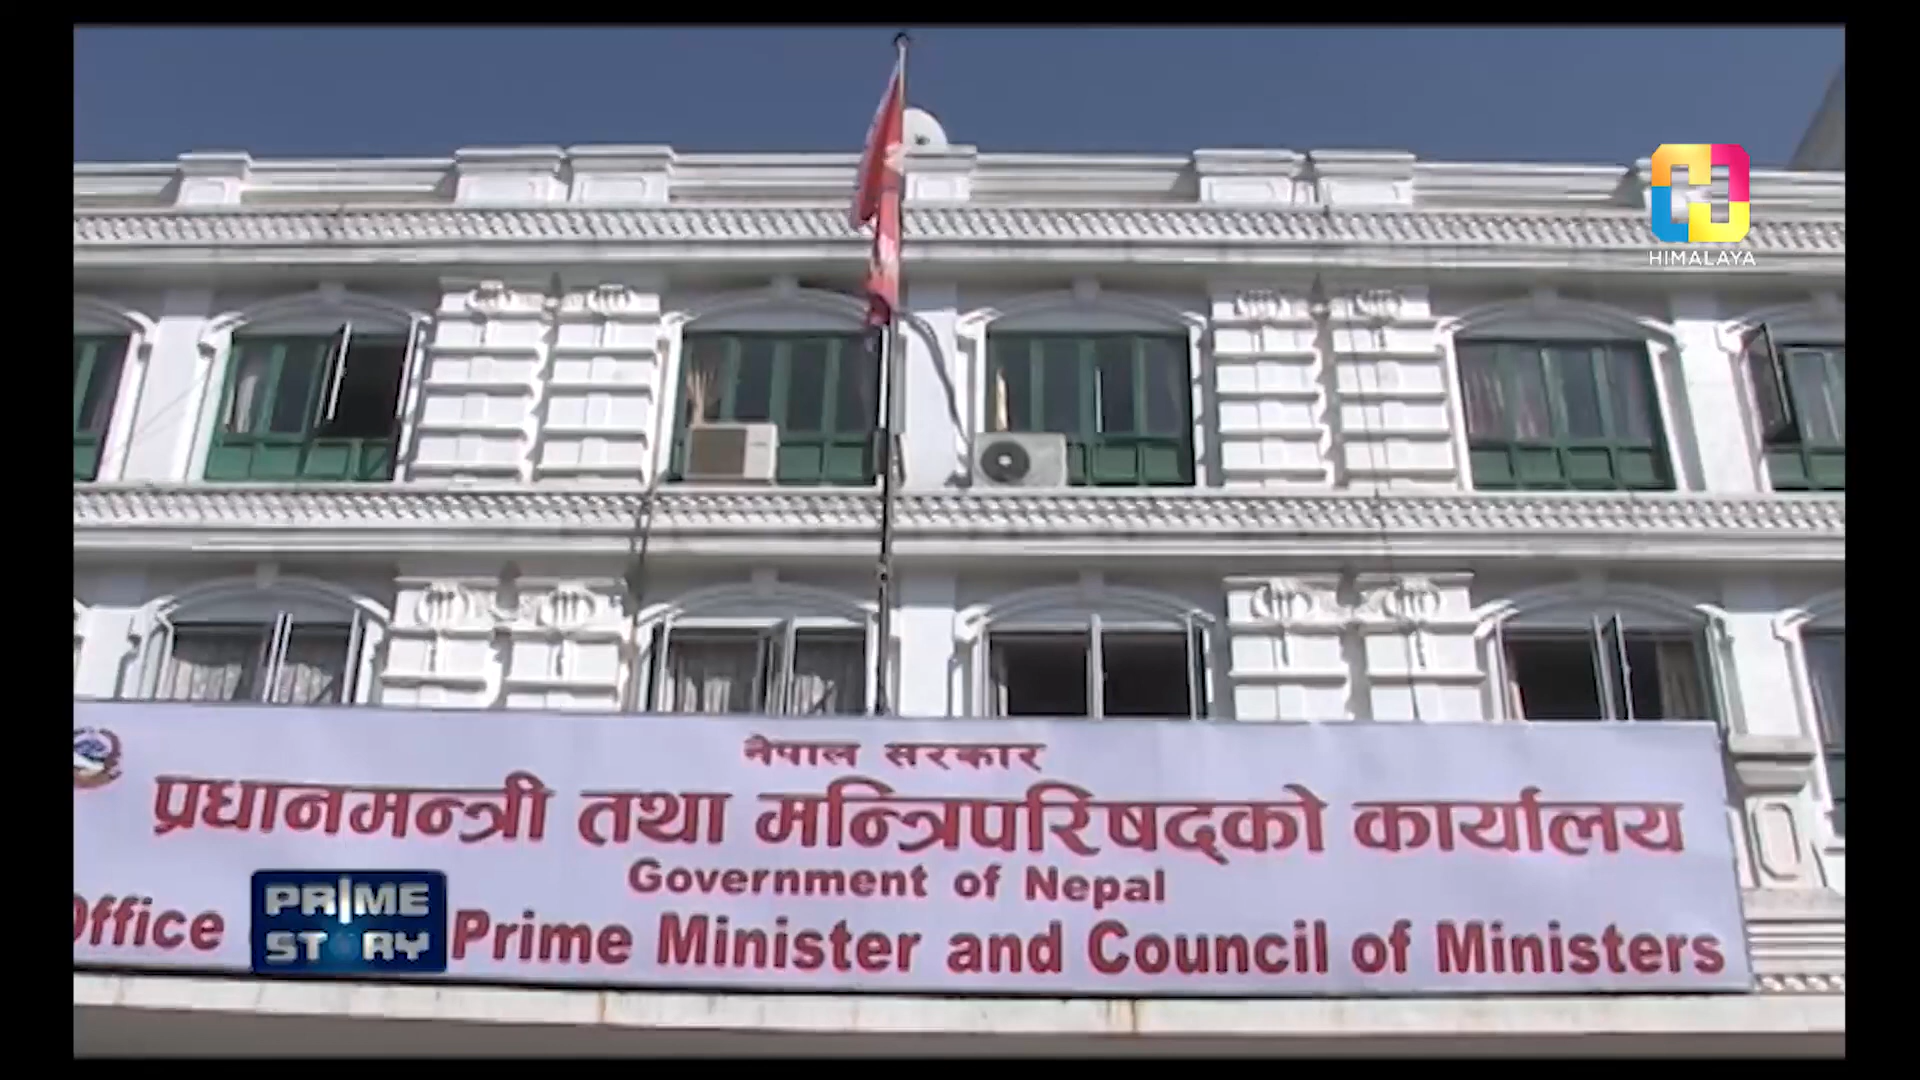 HIMALAYA
नेपाल सरकार
प्रधानमन्त्री तथा मन्त्रिपरिषद्को कार्यालय
Government of Nepal
Office Prime Minister and Council of Ministers
PRIME
STORY